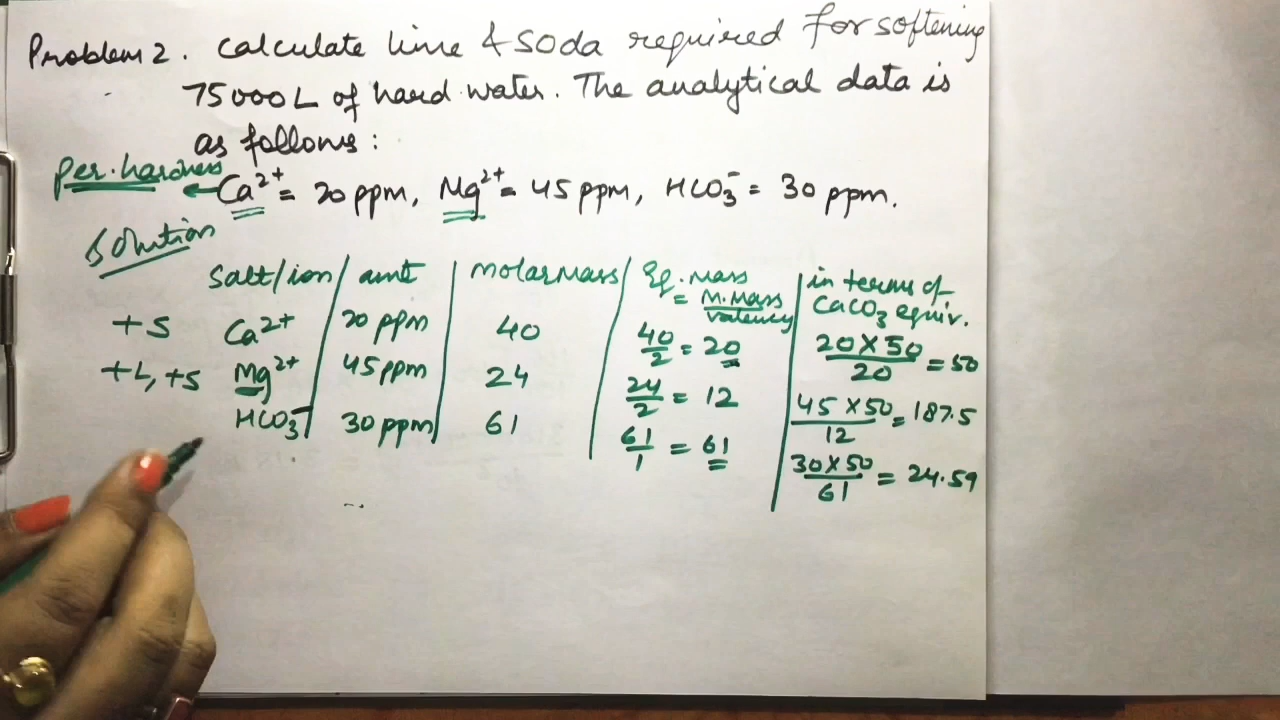 Problem 2. Calculate lime & soda required for softening
75000L of hard water. The analytical data is
as follows:
per. hardness
Ca²⁺ = 20 ppm, Mg²⁺ = 45 ppm, HCO₃⁻ = 30 ppm.
Solution
Salt/ion amt Molar Mass Eq. Mass = M.Mass/Valency in terms of CaCO₃ equiv.
+S Ca²⁺ 20 ppm 40 40/2 = 20 20 X 50/20 = 50
+L, +S Mg²⁺ 45 ppm 24 24/2 = 12 45 X 50/12 = 187.5
HCO₃⁻ 30 ppm 61 61/1 = 61 30 X 50/61 = 24.59